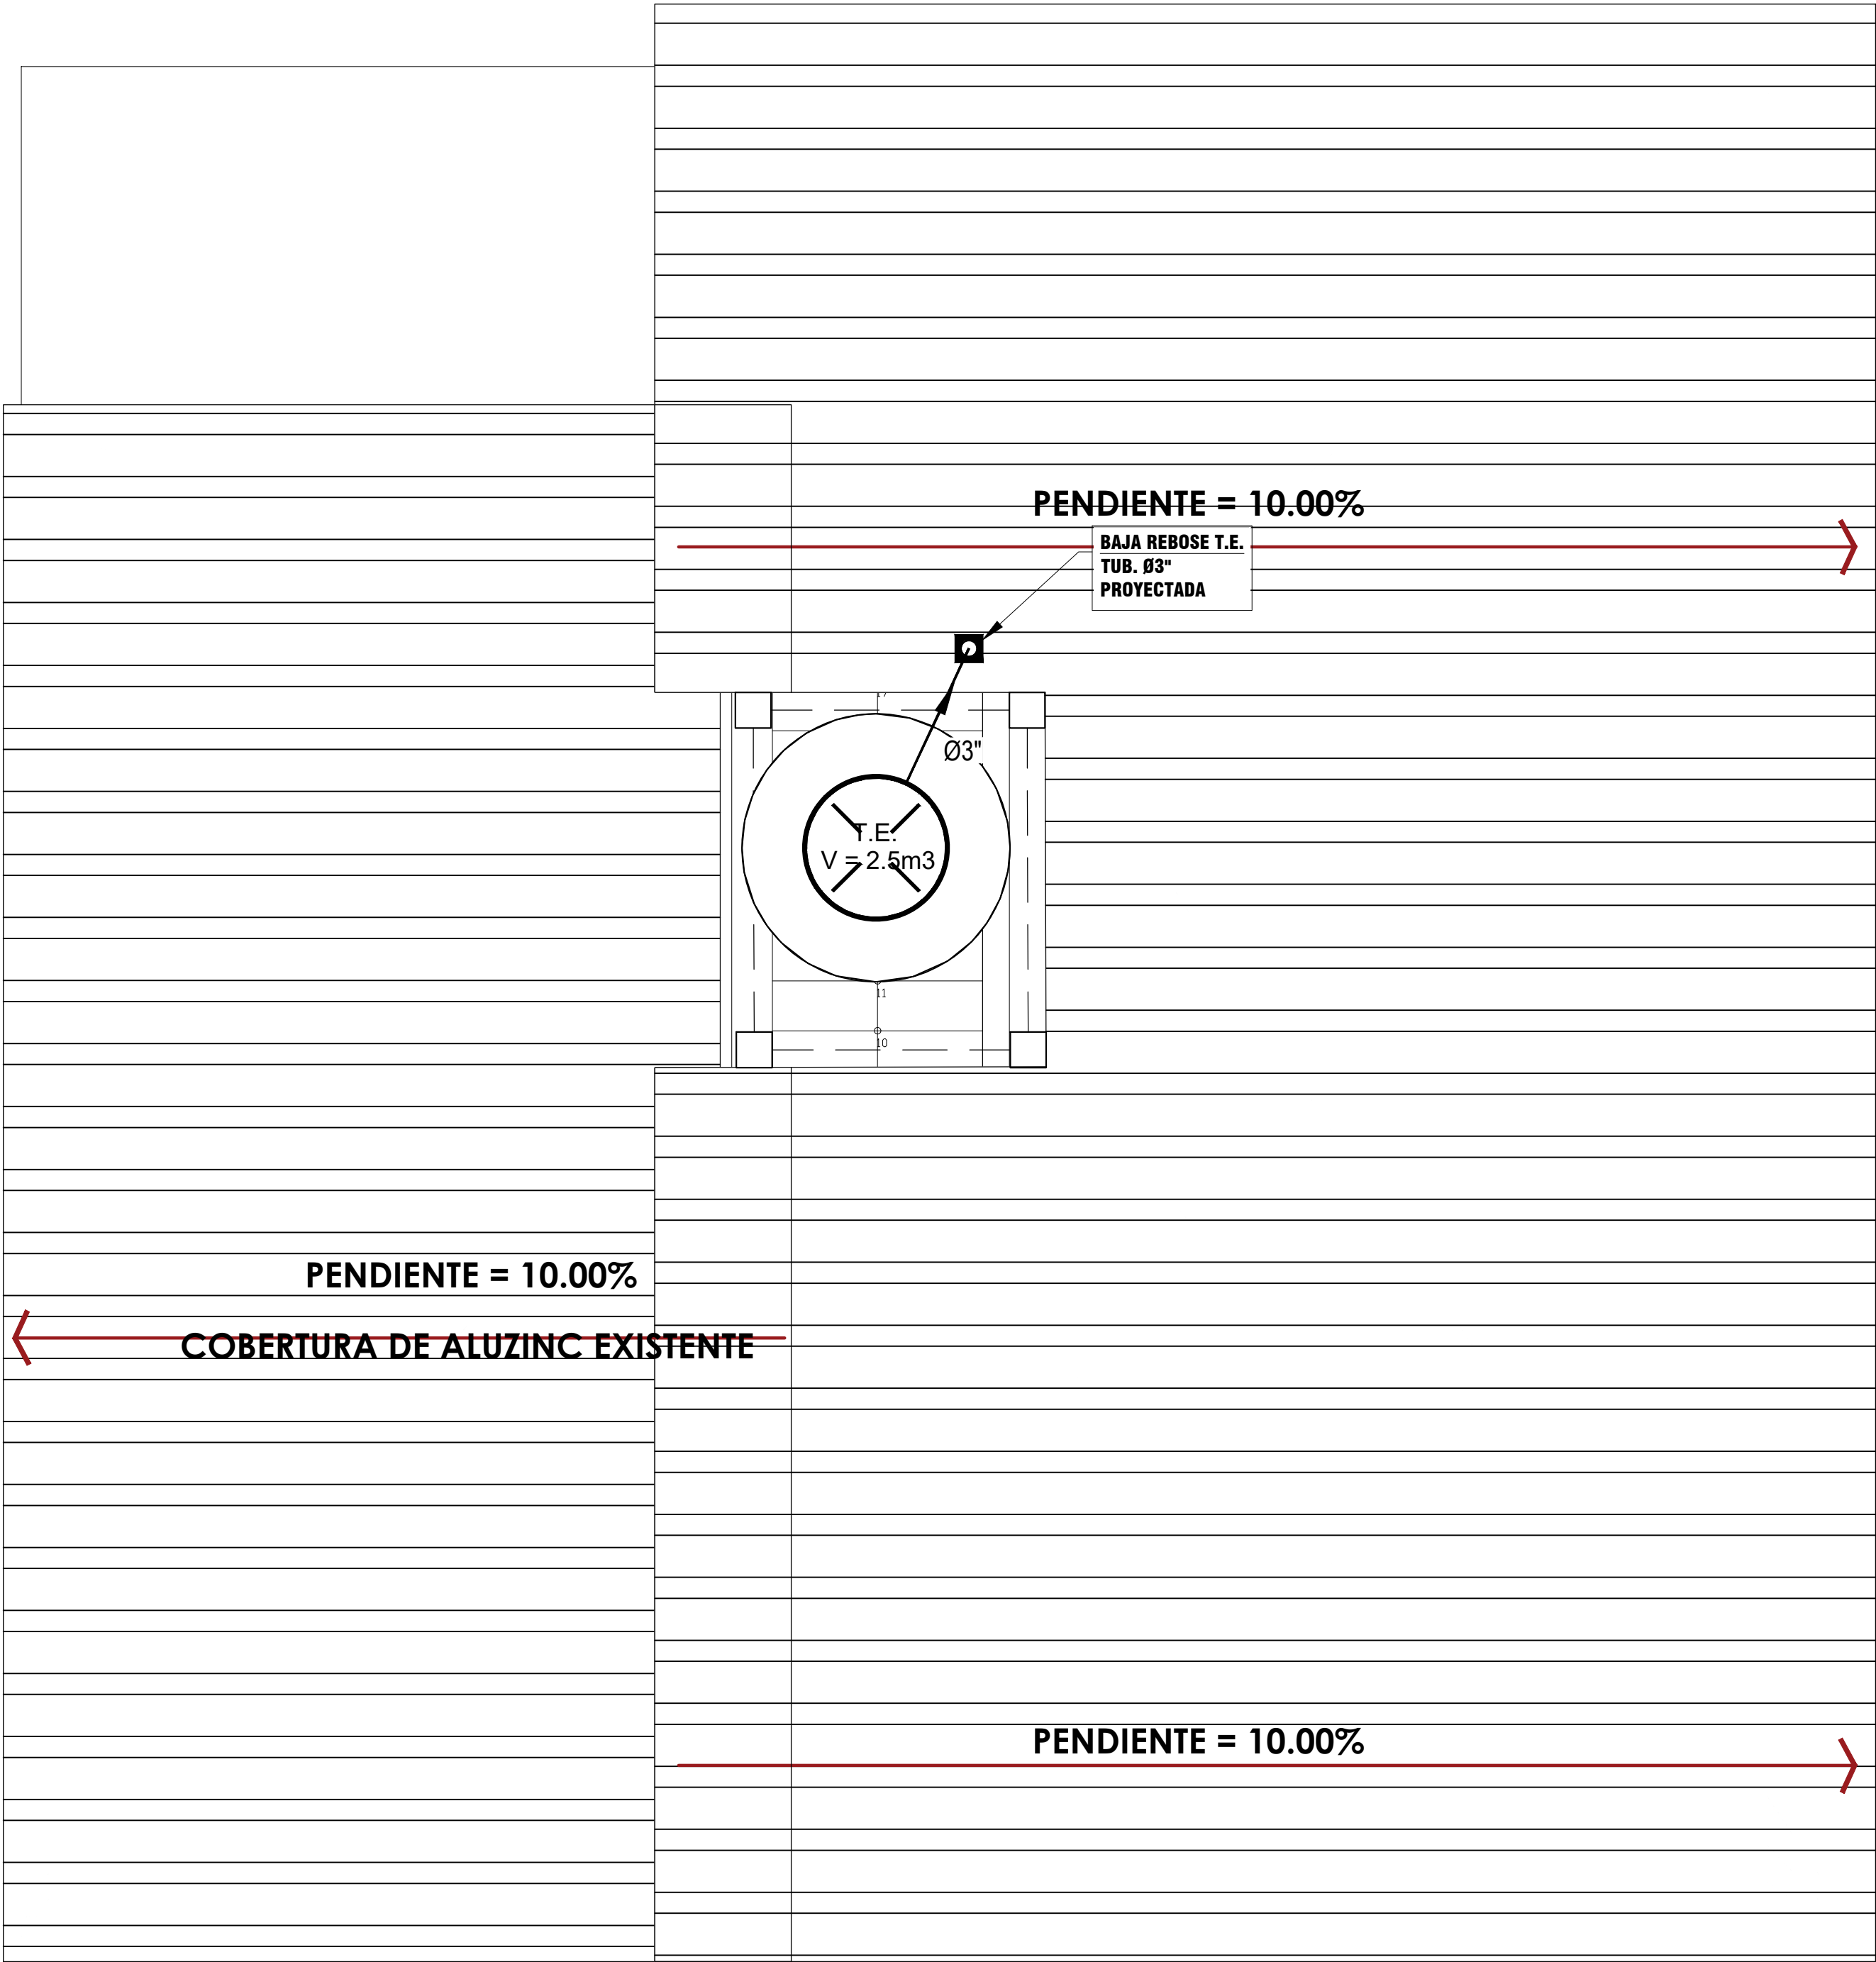 PENDIENTE = 10.00%
BAJA REBOSE T.E.
TUB. Ø3"
PROYECTADA
Ø3"
T.E.
V = 2.5m3
11
10
PENDIENTE = 10.00%
COBERTURA DE ALUZINC EXISTENTE
PENDIENTE = 10.00%